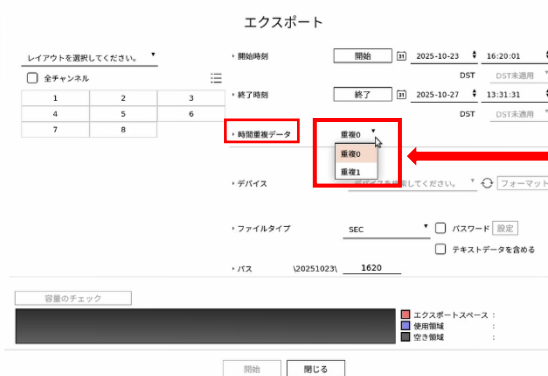 エクスポート
レイアウトを選択してください。
全チャンネル
1 2 3
4 5 6
7 8
・開始時刻 開始 31 2025-10-23 16:20:01
DST DST未適用
・終了時刻 終了 31 2025-10-27 13:31:31
DST DST未適用
・時間重複データ 重複0
重複0
重複1
・デバイス してください。 フォーマット
・ファイルタイプ SEC パスワード 設定
テキストデータを含める
・パス \20251023\ 1620
容量のチェック
エクスポートスペース :
使用領域 :
空き領域 :
開始 閉じる